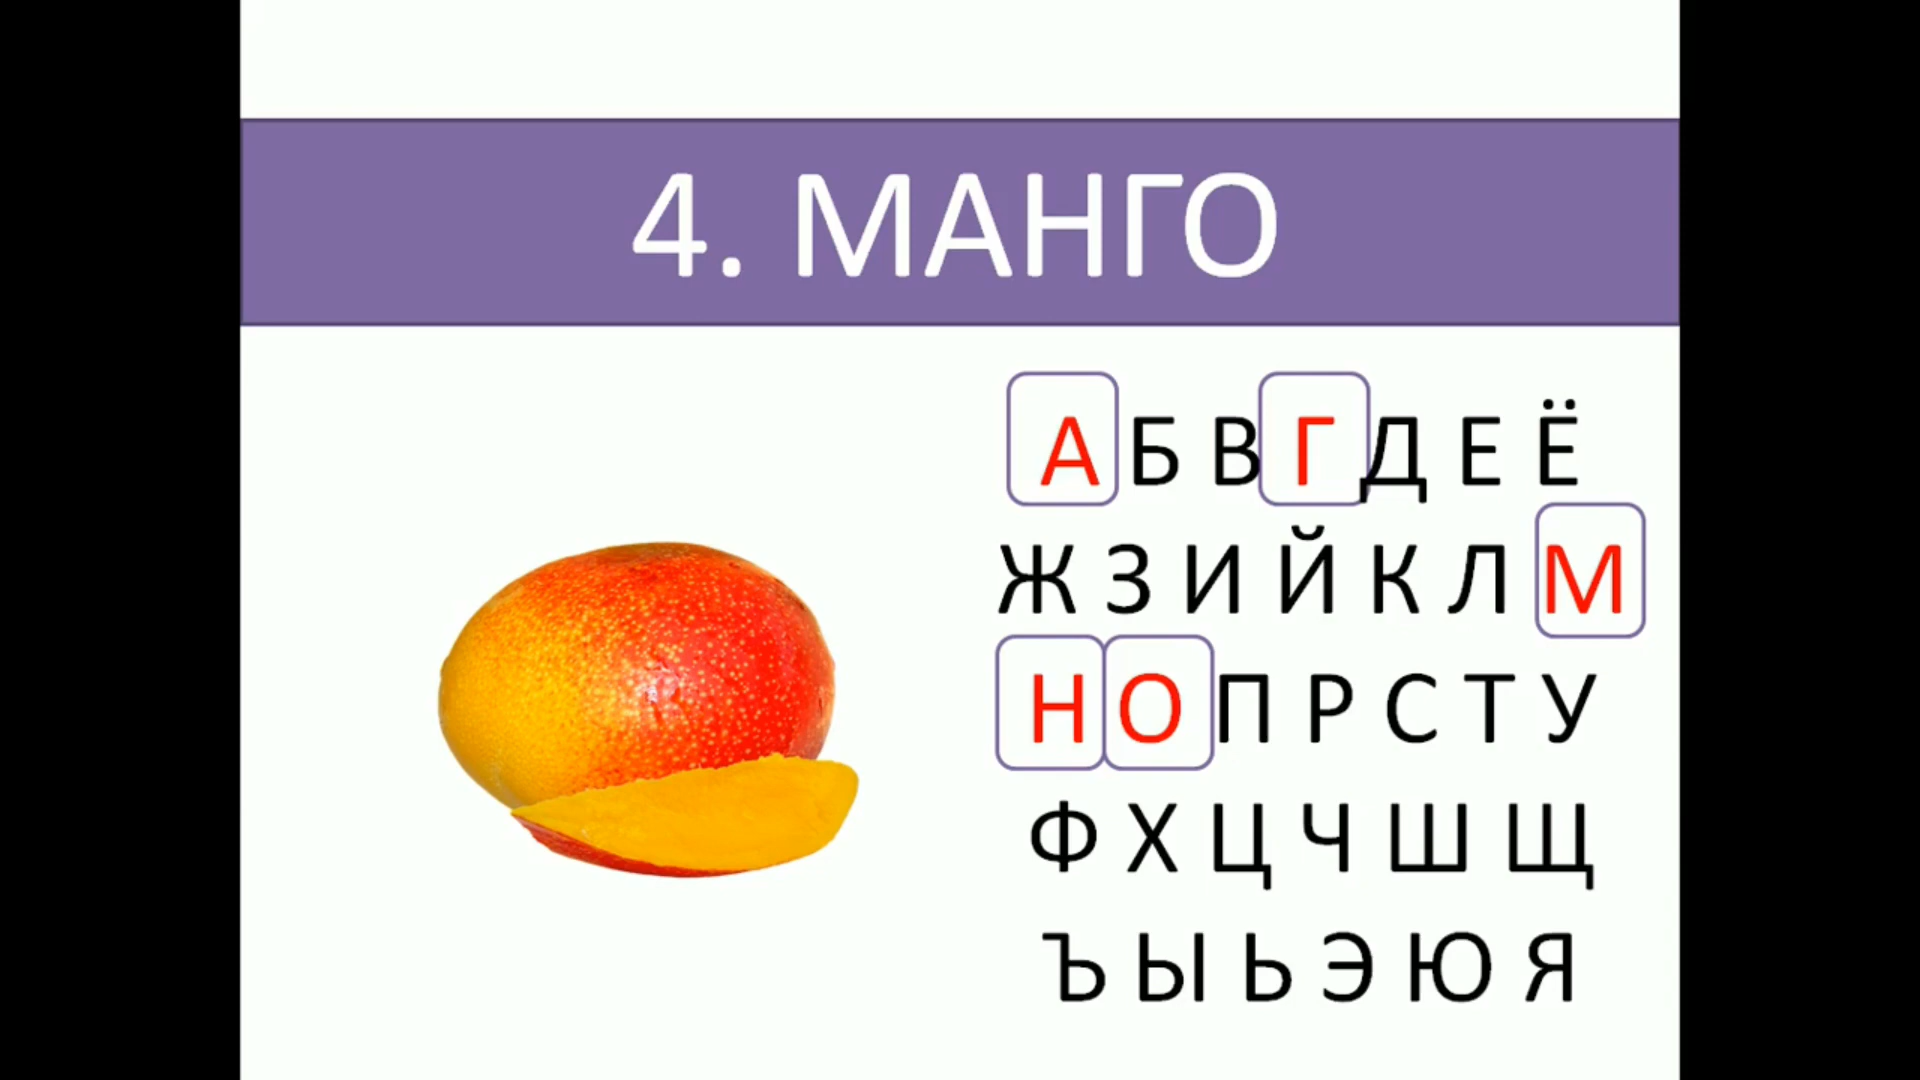 4. МАНГО
А Б В Г Д Е Ё
Ж З И Й К Л М
Н О П Р С Т У
Ф Х Ц Ч Ш Щ
Ъ Ы Ь Э Ю Я